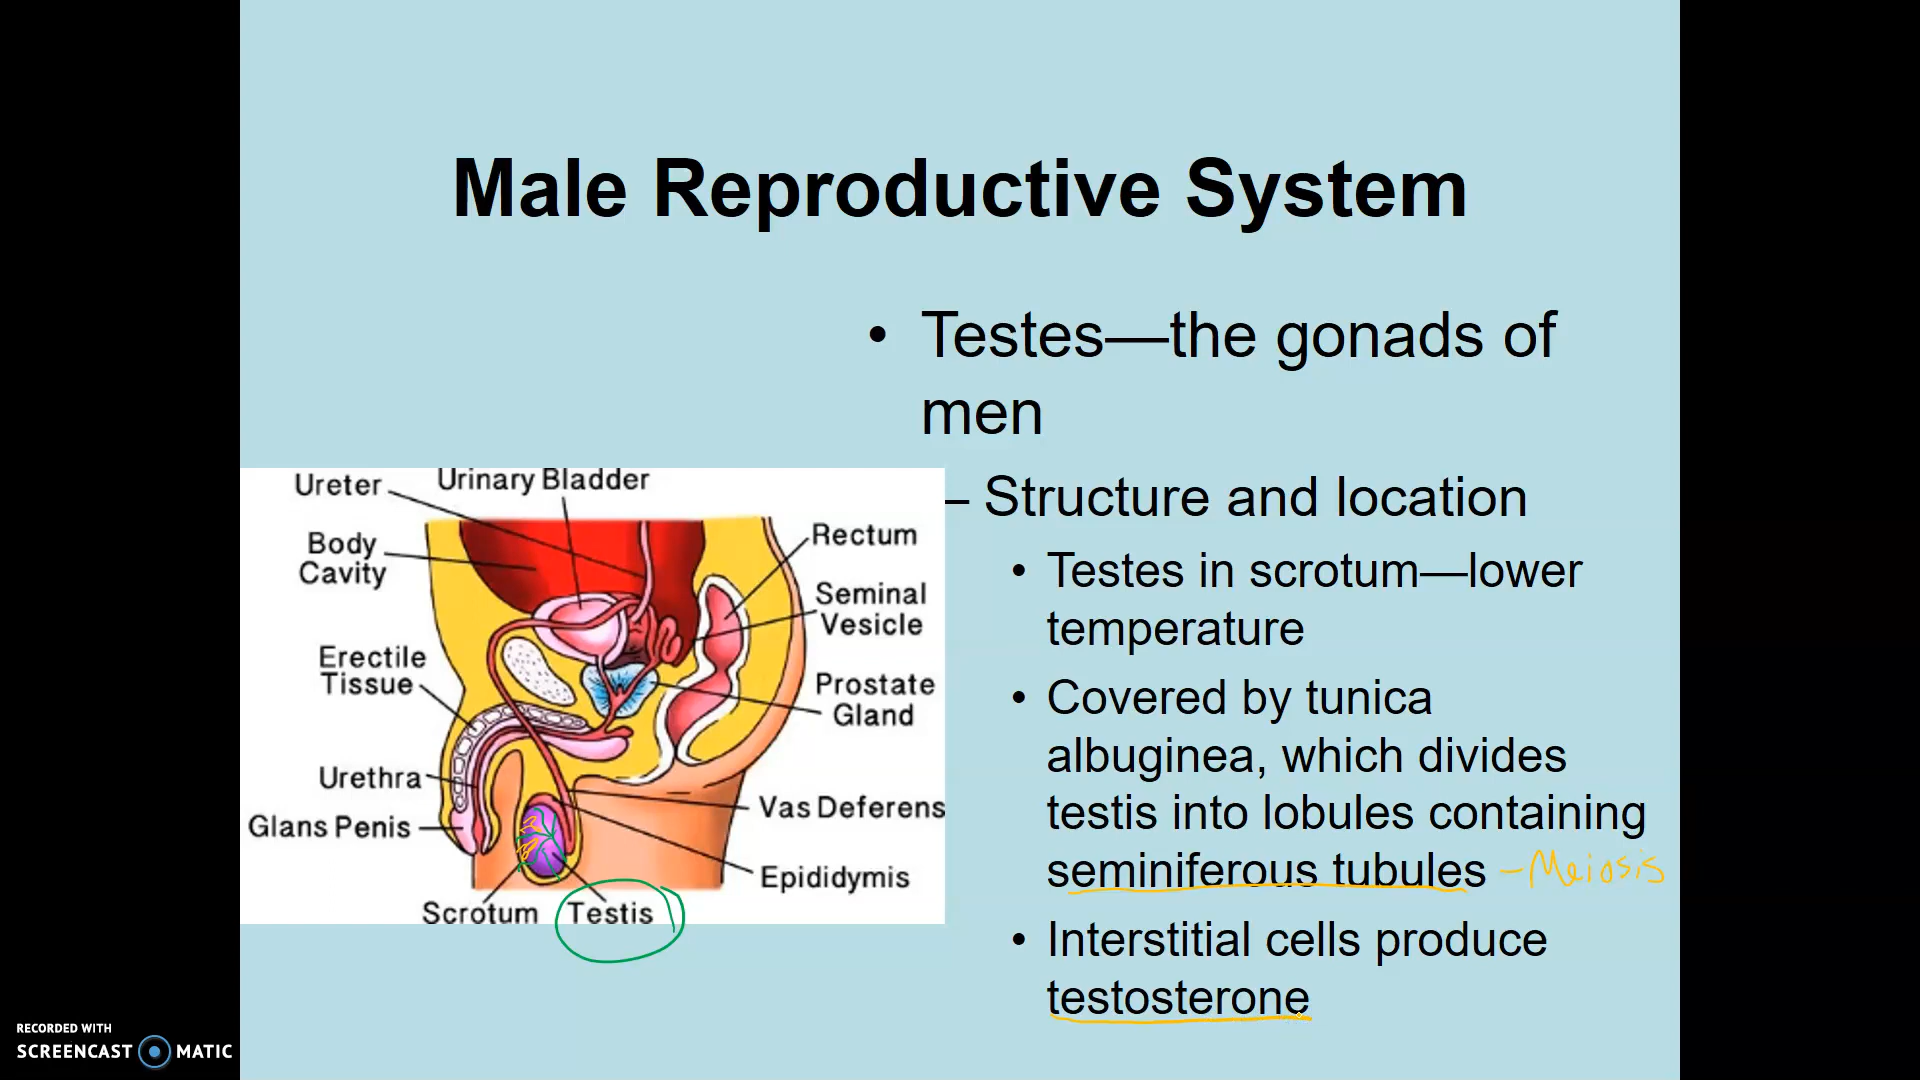 Male Reproductive System
• Testes—the gonads of
men
– Structure and location
• Testes in scrotum—lower
temperature
• Covered by tunica
albuginea, which divides
testis into lobules containing
seminiferous tubules - Meiosis
• Interstitial cells produce
testosterone
Ureter
Urinary Bladder
Body
Cavity
Rectum
Seminal
Vesicle
Erectile
Tissue
Prostate
Gland
Urethra
Vas Deferens
Glans Penis
Epididymis
Scrotum
Testis
RECORDED WITH
SCREENCAST MATIC